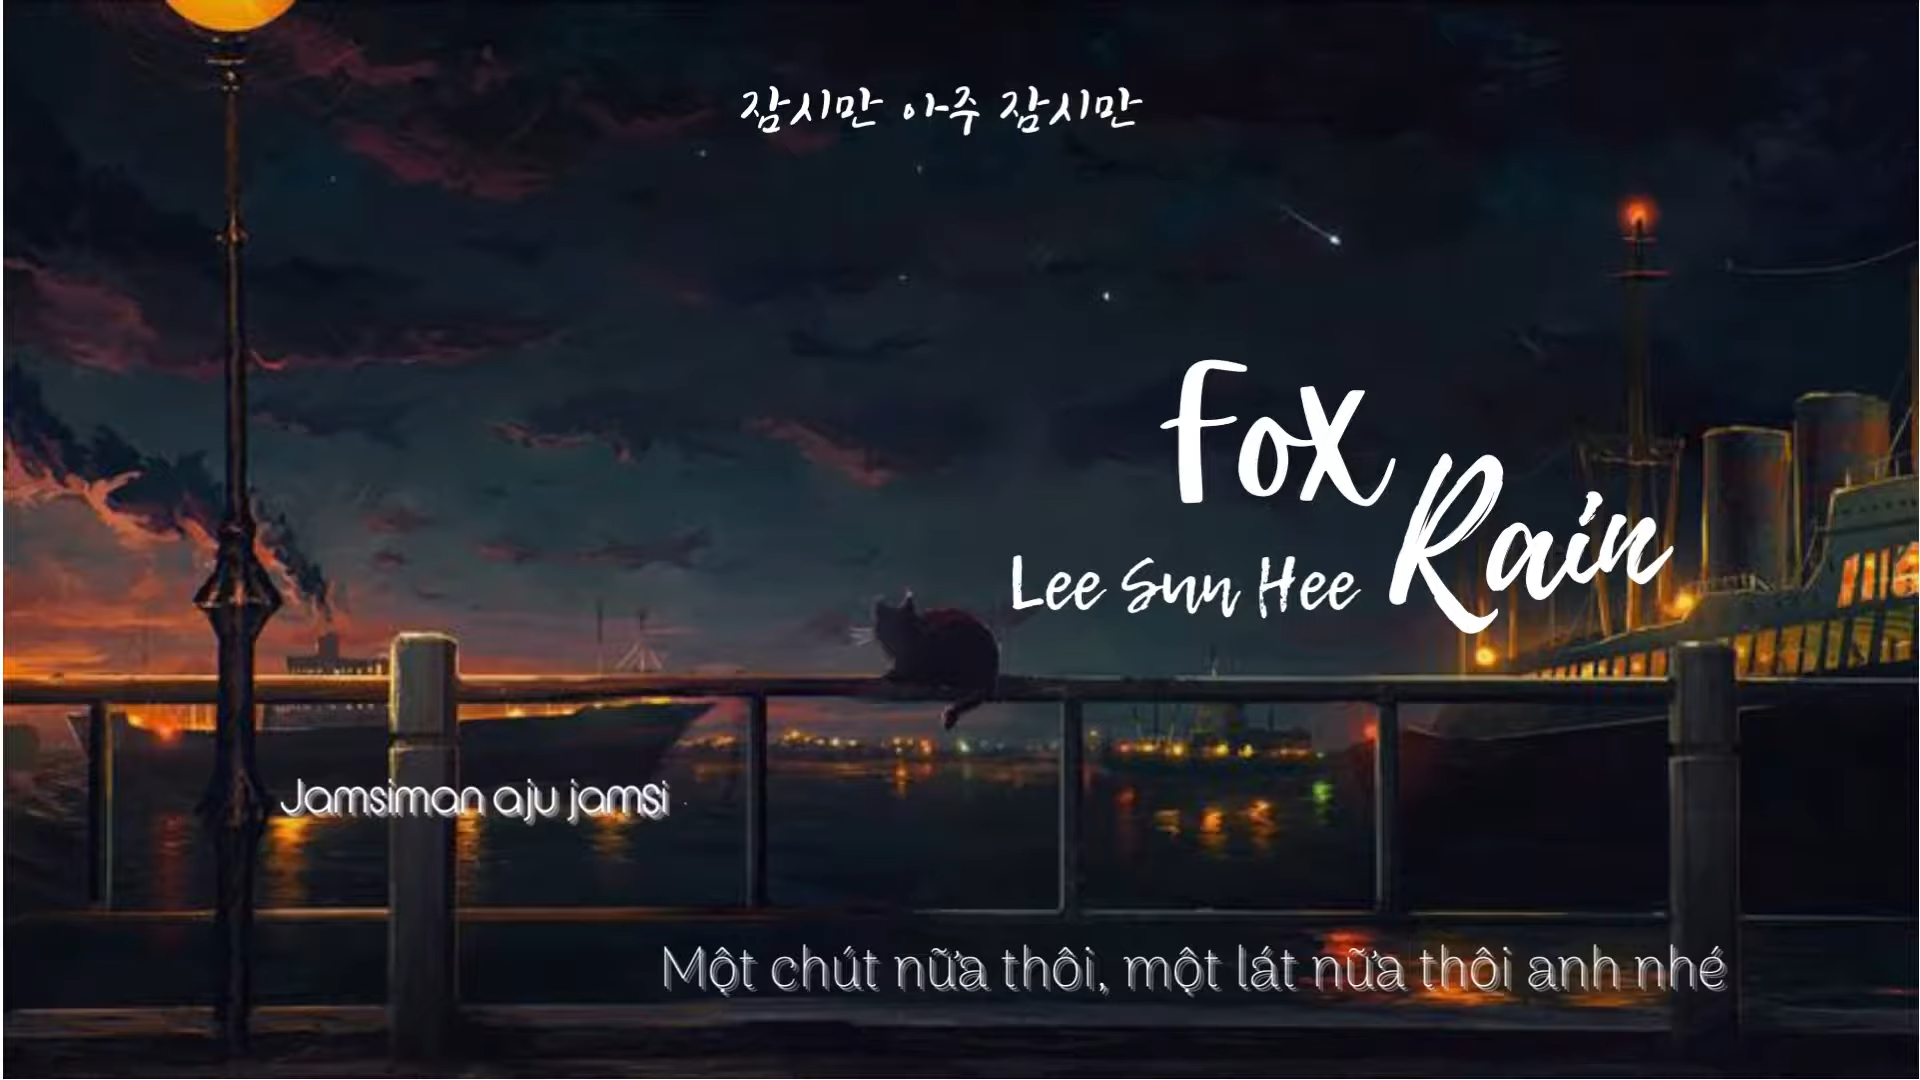 잠시만 아주 잠시만
Fox
Rain
Lee Sun Hee
Jamsiman aju jamsi
Một chút nữa thôi, một lát nữa thôi anh nhé